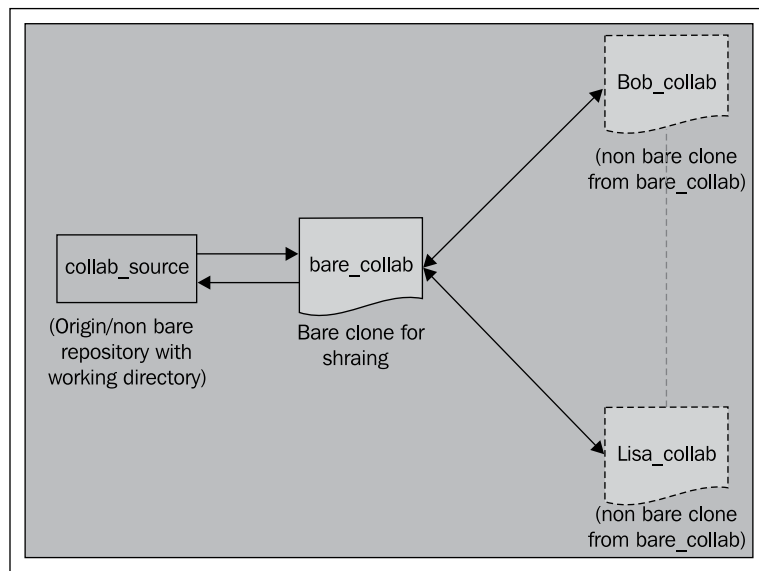 collab_source
(Origin/non bare
repository with
working directory)
bare_collab
Bare clone for
shraing
Bob_collab
(non bare clone
from bare_collab)
Lisa_collab
(non bare clone
from bare_collab)